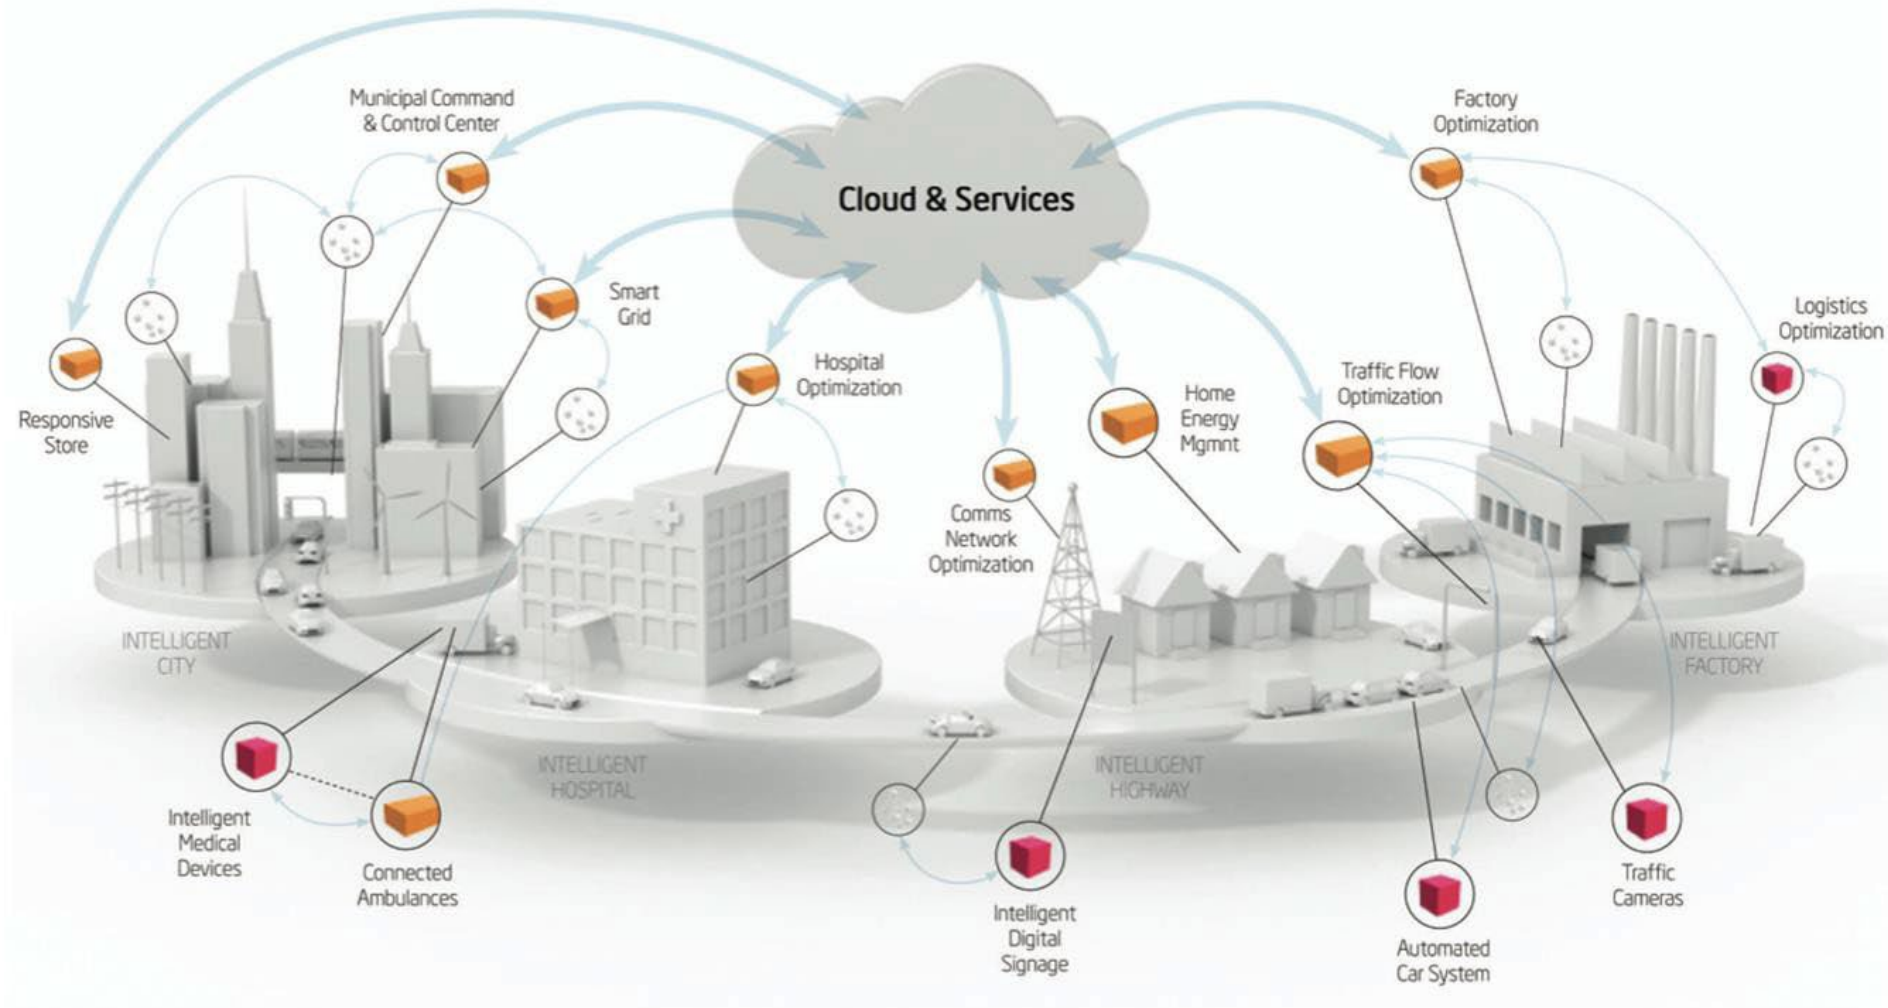 Municipal Command
& Control Center
Factory
Optimization
Cloud & Services
Smart
Grid
Logistics
Optimization
Hospital
Optimization
Traffic Flow
Optimization
Home
Energy
Mgmnt
Responsive
Store
Comms
Network
Optimization
INTELLIGENT
CITY
INTELLIGENT
FACTORY
INTELLIGENT
HOSPITAL
INTELLIGENT
HIGHWAY
Intelligent
Medical
Devices
Connected
Ambulances
Intelligent
Digital
Signage
Traffic
Cameras
Automated
Car System